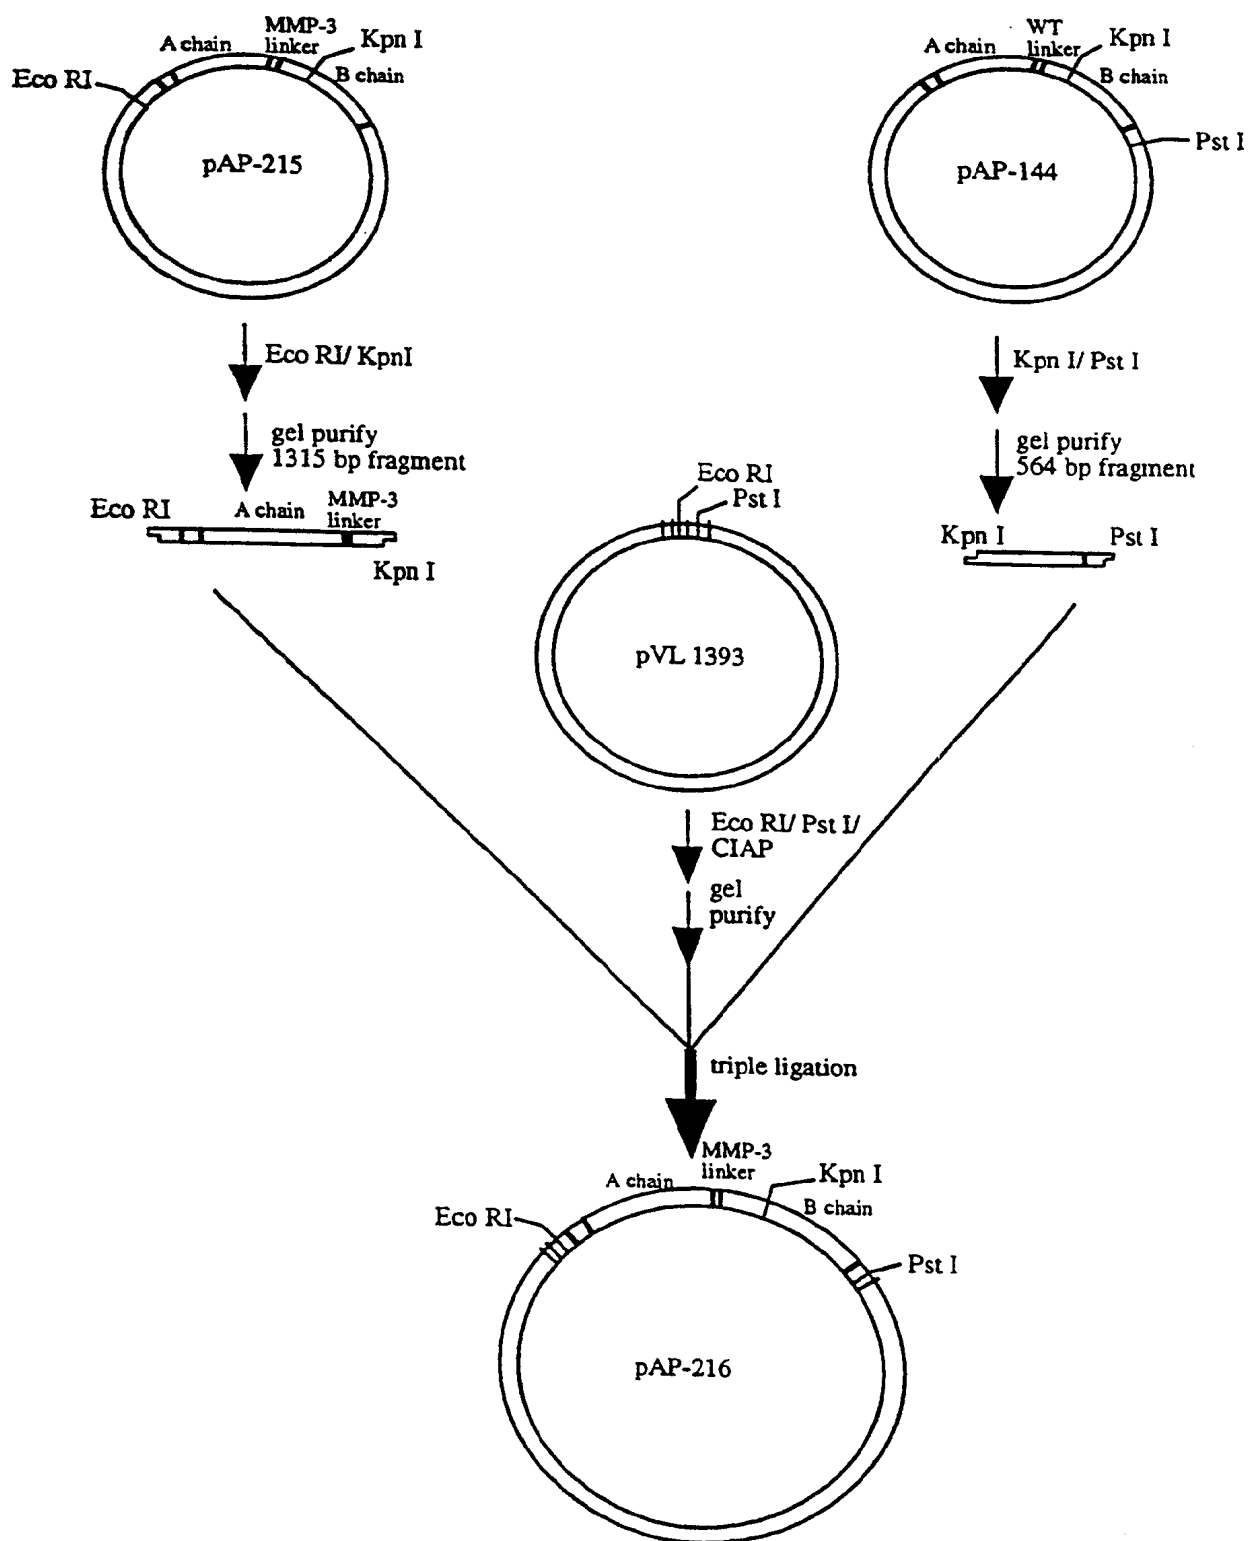 MMP-3
linker
A chain
Kpn I
B chain
Eco RI
pAP-215
WT
linker
A chain
Kpn I
B chain
Pst I
pAP-144
Eco RI/ KpnI
gel purify
1315 bp fragment
Kpn I/ Pst I
gel purify
564 bp fragment
Eco RI
A chain
MMP-3
linker
Kpn I
Eco RI
Pst I
Kpn I
Pst I
pVL 1393
Eco RI/ Pst I/
CIAP
gel
purify
triple ligation
MMP-3
linker
A chain
Kpn I
B chain
Eco RI
Pst I
pAP-216